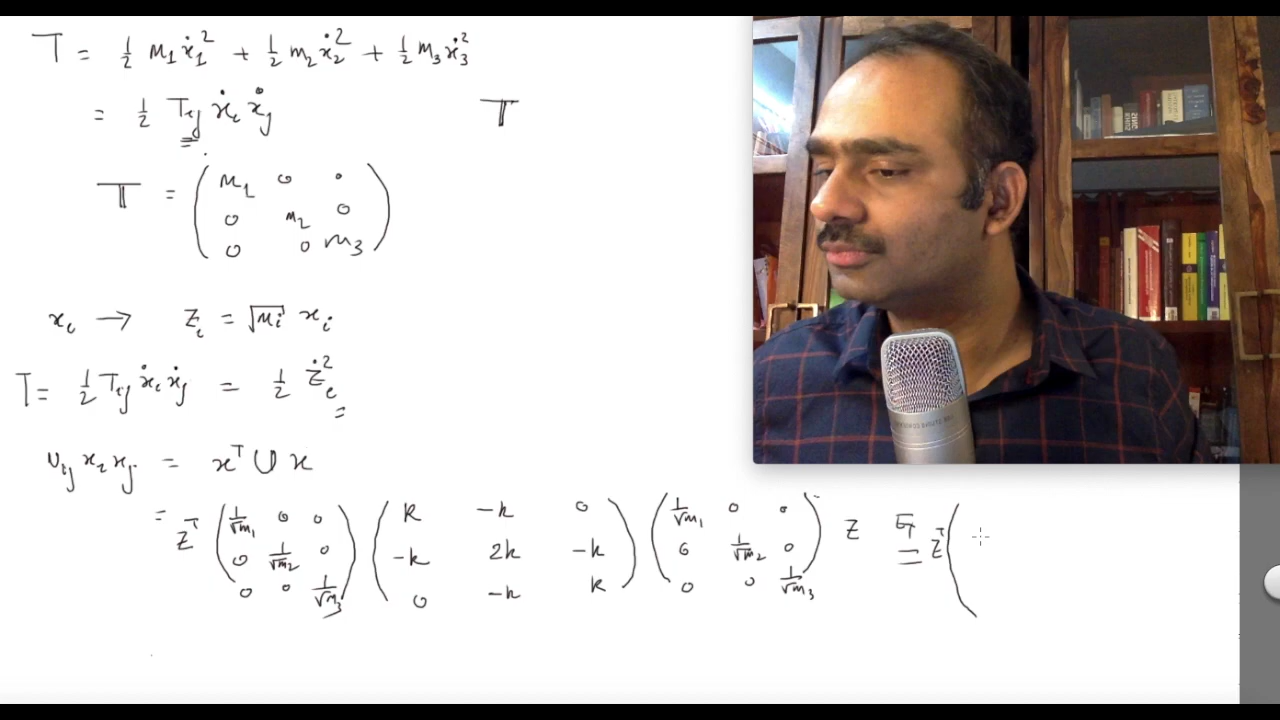 T = 1/2 m₁ẋ₁² + 1/2 m₂ẋ₂² + 1/2 m₃ẋ₃²
= 1/2 Tᵢⱼ ẋᵢ ẋⱼ 𝕋
𝕋 = ( m₁ 0 0
0 m₂ 0
0 0 m₃ )
xᵢ → zᵢ = √mᵢ xᵢ
T = 1/2 Tᵢⱼ ẋᵢ ẋⱼ = 1/2 żᵢ²
Uᵢⱼ xᵢ xⱼ = xᵀ U x
= zᵀ ( 1/√m₁ 0 0 ) ( k -k 0 ) ( 1/√m₁ 0 0 ) z = zᵀ (
0 1/√m₂ 0 -k 2k -k 0 1/√m₂ 0
0 0 1/√m₃ 0 -k k 0 0 1/√m₃